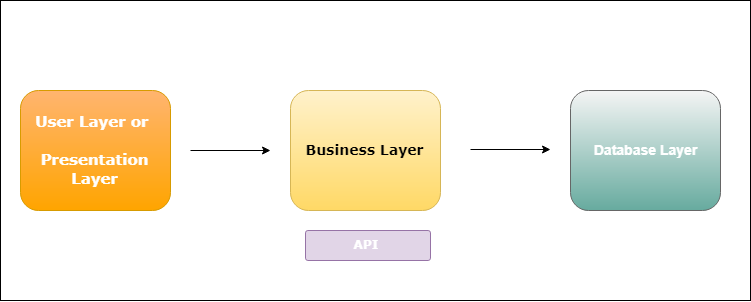 User Layer or
Presentation
Layer
Business Layer
Database Layer
API